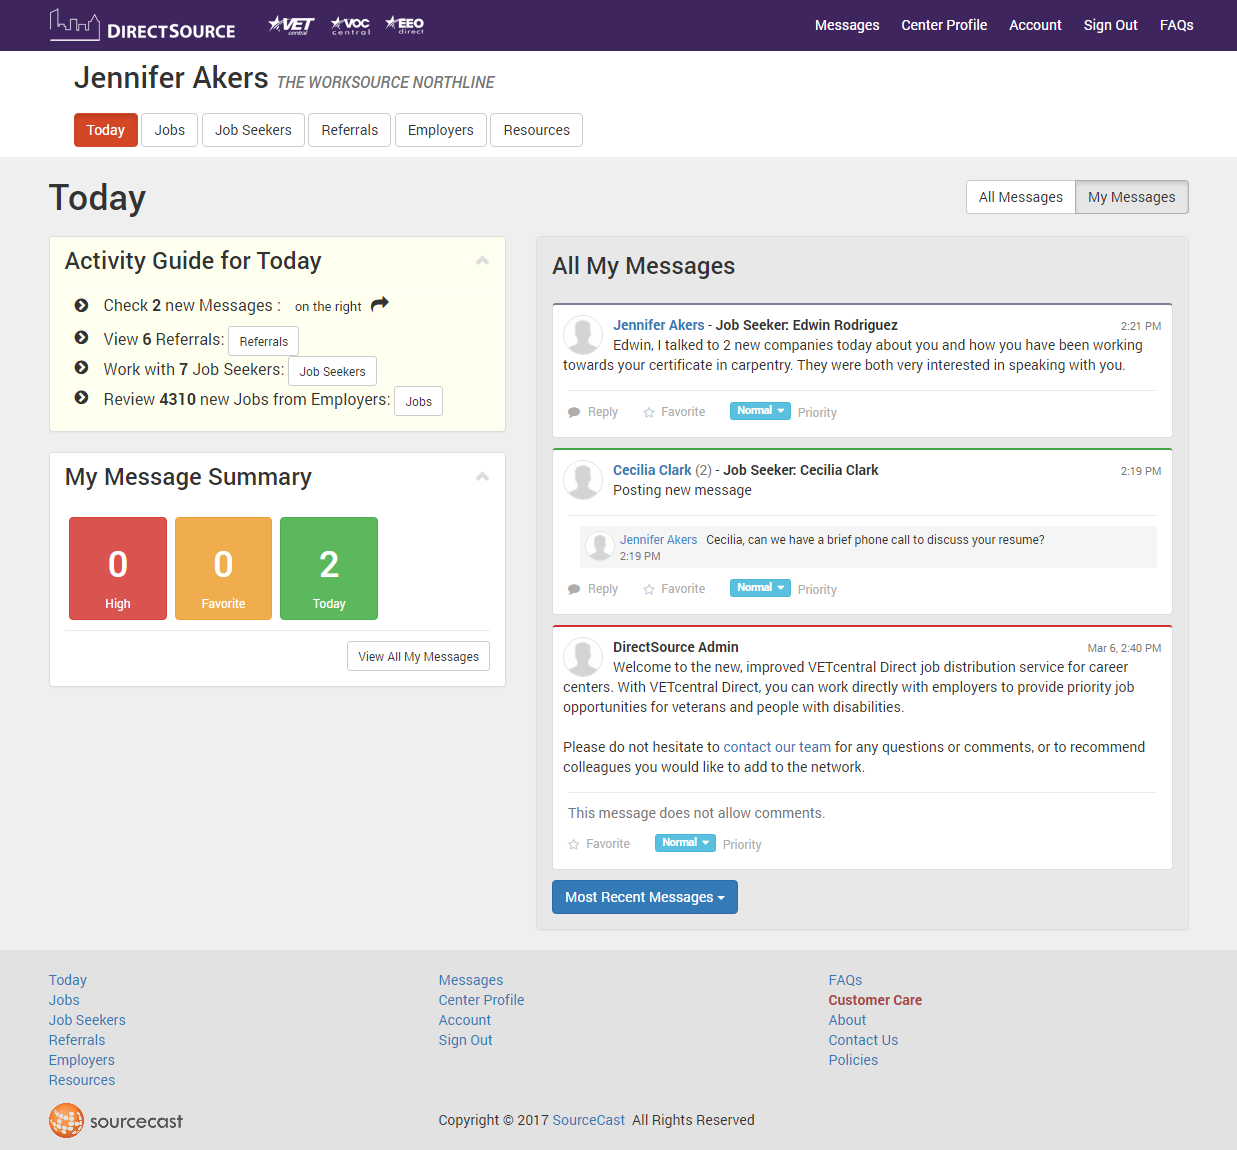 DIRECTSOURCE VET central VOC central EEO direct Messages Center Profile Account Sign Out FAQs
Jennifer Akers THE WORKSOURCE NORTHLINE
Today Jobs Job Seekers Referrals Employers Resources
Today
All Messages My Messages
Activity Guide for Today
Check 2 new Messages : on the right
View 6 Referrals: Referrals
Work with 7 Job Seekers: Job Seekers
Review 4310 new Jobs from Employers: Jobs
My Message Summary
0 High
0 Favorite
2 Today
View All My Messages
All My Messages
Jennifer Akers - Job Seeker: Edwin Rodriguez 2:21 PM
Edwin, I talked to 2 new companies today about you and how you have been working
towards your certificate in carpentry. They were both very interested in speaking with you.
Reply Favorite Normal Priority
Cecilia Clark (2) - Job Seeker: Cecilia Clark 2:19 PM
Posting new message
Jennifer Akers Cecilia, can we have a brief phone call to discuss your resume?
2:19 PM
Reply Favorite Normal Priority
DirectSource Admin Mar 6, 2:40 PM
Welcome to the new, improved VETcentral Direct job distribution service for career
centers. With VETcentral Direct, you can work directly with employers to provide priority job
opportunities for veterans and people with disabilities.
Please do not hesitate to contact our team for any questions or comments, or to recommend
colleagues you would like to add to the network.
This message does not allow comments.
Favorite Normal Priority
Most Recent Messages
Today
Jobs
Job Seekers
Referrals
Employers
Resources
Messages
Center Profile
Account
Sign Out
FAQs
Customer Care
About
Contact Us
Policies
sourcecast
Copyright © 2017 SourceCast All Rights Reserved